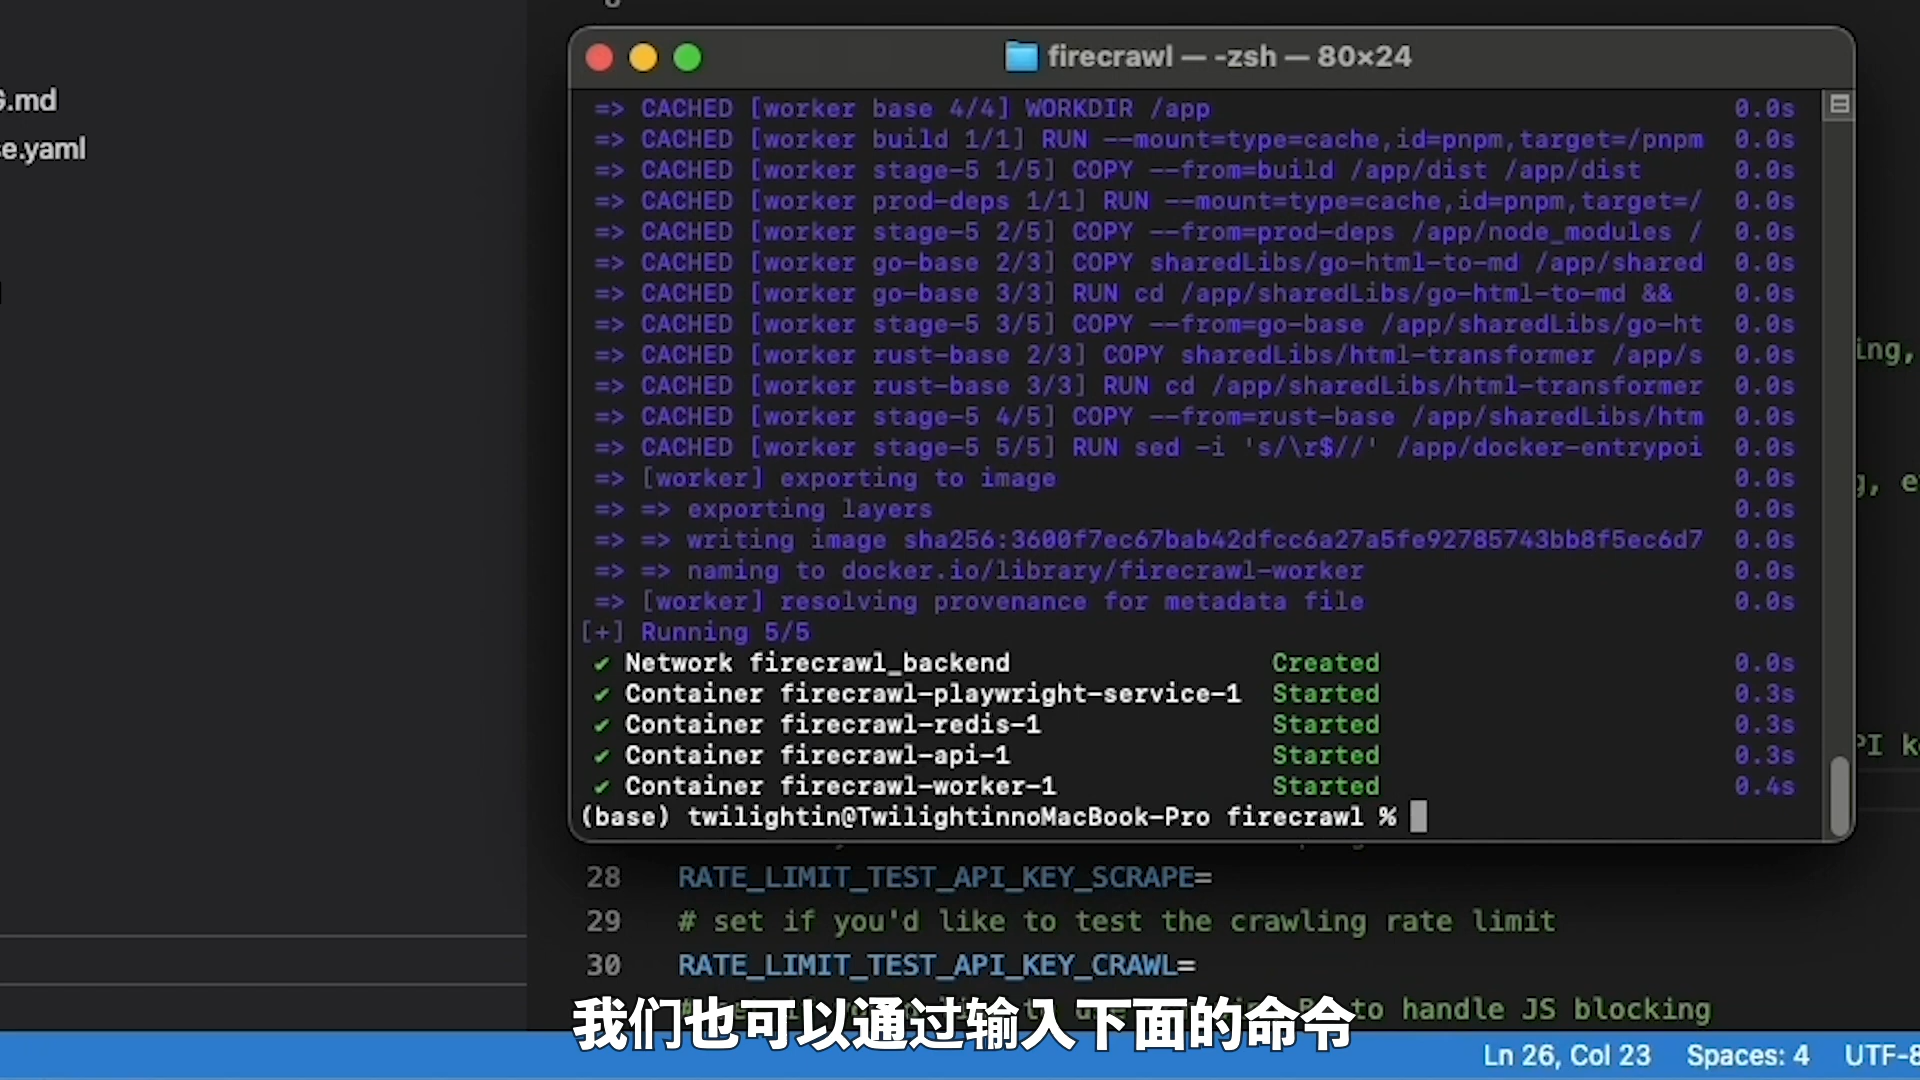 G.md
e.yaml
firecrawl — -zsh — 80×24
=> CACHED [worker base 4/4] WORKDIR /app 0.0s
=> CACHED [worker build 1/1] RUN --mount=type=cache,id=pnpm,target=/pnpm 0.0s
=> CACHED [worker stage-5 1/5] COPY --from=build /app/dist /app/dist 0.0s
=> CACHED [worker prod-deps 1/1] RUN --mount=type=cache,id=pnpm,target=/ 0.0s
=> CACHED [worker stage-5 2/5] COPY --from=prod-deps /app/node_modules / 0.0s
=> CACHED [worker go-base 2/3] COPY sharedLibs/go-html-to-md /app/shared 0.0s
=> CACHED [worker go-base 3/3] RUN cd /app/sharedLibs/go-html-to-md && 0.0s
=> CACHED [worker stage-5 3/5] COPY --from=go-base /app/sharedLibs/go-ht 0.0s
=> CACHED [worker rust-base 2/3] COPY sharedLibs/html-transformer /app/s 0.0s
=> CACHED [worker rust-base 3/3] RUN cd /app/sharedLibs/html-transformer 0.0s
=> CACHED [worker stage-5 4/5] COPY --from=rust-base /app/sharedLibs/htm 0.0s
=> CACHED [worker stage-5 5/5] RUN sed -i 's/\r$//' /app/docker-entrypoi 0.0s
=> [worker] exporting to image 0.0s
=> => exporting layers 0.0s
=> => writing image sha256:3600f7ec67bab42dfcc6a27a5fe92785743bb8f5ec6d7 0.0s
=> => naming to docker.io/library/firecrawl-worker 0.0s
=> [worker] resolving provenance for metadata file 0.0s
[+] Running 5/5
✔ Network firecrawl_backend Created 0.0s
✔ Container firecrawl-playwright-service-1 Started 0.3s
✔ Container firecrawl-redis-1 Started 0.3s
✔ Container firecrawl-api-1 Started 0.3s
✔ Container firecrawl-worker-1 Started 0.4s
(base) twilightin@TwilightinnoMacBook-Pro firecrawl %
ing,
g, e
PI k
28 RATE_LIMIT_TEST_API_KEY_SCRAPE=
29 # set if you'd like to test the crawling rate limit
30 RATE_LIMIT_TEST_API_KEY_CRAWL=
to handle JS blocking
我们也可以通过输入下面的命令
Ln 26, Col 23 Spaces: 4 UTF-8